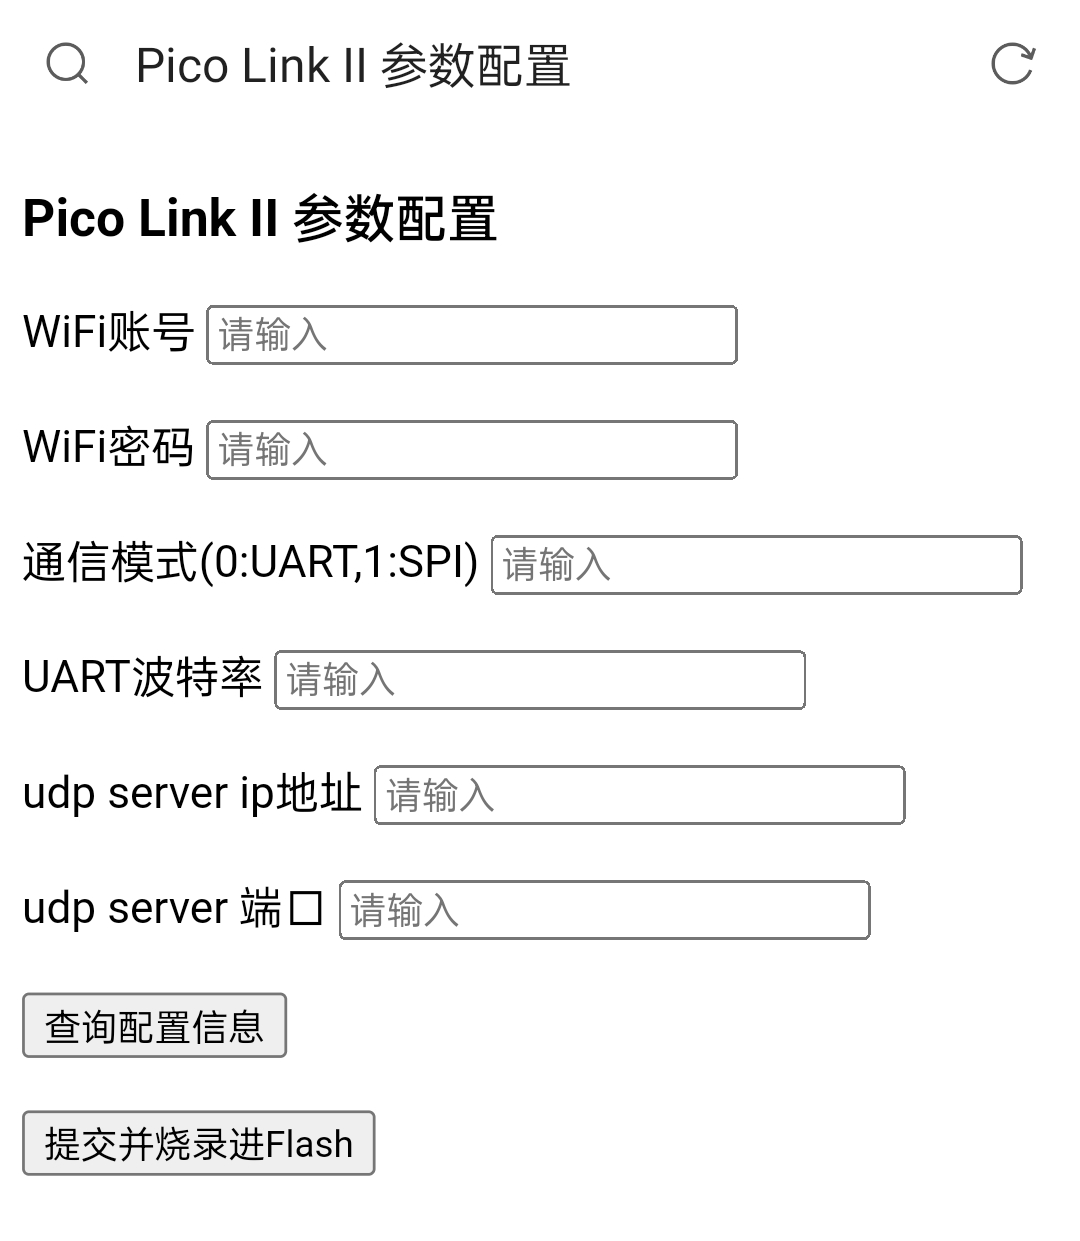 Pico Link II 参数配置
Pico Link II 参数配置
WiFi账号 请输入
WiFi密码 请输入
通信模式(0:UART,1:SPI) 请输入
UART波特率 请输入
udp server ip地址 请输入
udp server 端口 请输入
查询配置信息
提交并烧录进Flash